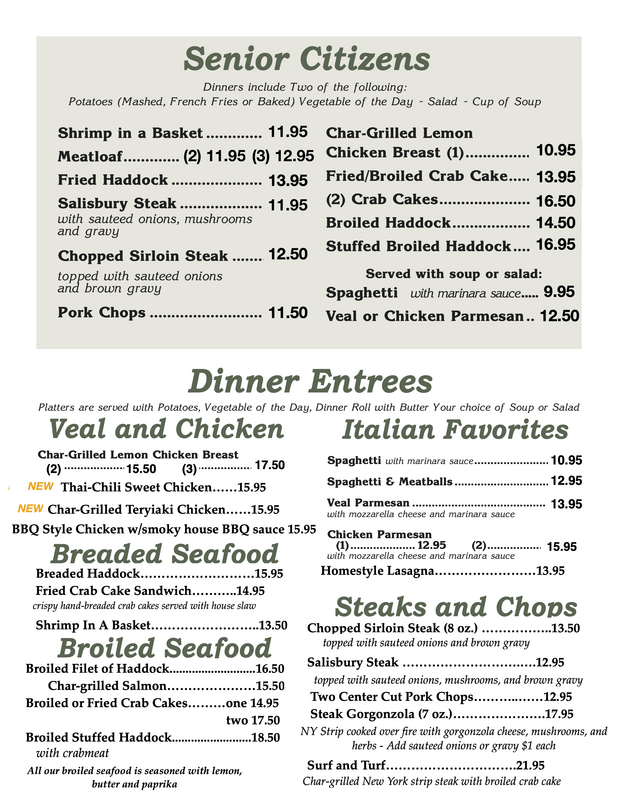 Senior Citizens
Dinners include Two of the following:
Potatoes (Mashed, French Fries or Baked) Vegetable of the Day - Salad - Cup of Soup
Shrimp in a Basket ............. 11.95
Meatloaf............. (2) 11.95 (3) 12.95
Fried Haddock ..................... 13.95
Salisbury Steak ................... 11.95
with sauteed onions, mushrooms
and gravy
Chopped Sirloin Steak ....... 12.50
topped with sauteed onions
and brown gravy
Pork Chops .......................... 11.50
Char-Grilled Lemon
Chicken Breast (1)............... 10.95
Fried/Broiled Crab Cake..... 13.95
(2) Crab Cakes..................... 16.50
Broiled Haddock.................. 14.50
Stuffed Broiled Haddock.... 16.95
Served with soup or salad:
Spaghetti with marinara sauce..... 9.95
Veal or Chicken Parmesan.. 12.50
Dinner Entrees
Platters are served with Potatoes, Vegetable of the Day, Dinner Roll with Butter Your choice of Soup or Salad
Veal and Chicken
Char-Grilled Lemon Chicken Breast
(2) ................ 15.50 (3) .............. 17.50
NEW Thai-Chili Sweet Chicken……15.95
NEW Char-Grilled Teryiaki Chicken……15.95
BBQ Style Chicken w/smoky house BBQ sauce 15.95
Breaded Seafood
Breaded Haddock……………………15.95
Fried Crab Cake Sandwich………..14.95
crispy hand-breaded crab cakes served with house slaw
Shrimp In A Basket…………………………13.50
Broiled Seafood
Broiled Filet of Haddock............................16.50
Char-grilled Salmon……………………15.50
Broiled or Fried Crab Cakes………one 14.95
two 17.50
Broiled Stuffed Haddock...........................18.50
with crabmeat
All our broiled seafood is seasoned with lemon,
butter and paprika
Italian Favorites
Spaghetti with marinara sauce........................ 10.95
Spaghetti & Meatballs .............................. 12.95
Veal Parmesan ........................................... 13.95
with mozzarella cheese and marinara sauce
Chicken Parmesan
(1)..................... 12.95 (2)................... 15.95
with mozzarella cheese and marinara sauce
Homestyle Lasagna……………………13.95
Steaks and Chops
Chopped Sirloin Steak (8 oz.) ……………..13.50
topped with sauteed onions and brown gravy
Salisbury Steak ……………………………12.95
topped with sauteed onions, mushrooms, and brown gravy
Two Center Cut Pork Chops………..……12.95
Steak Gorgonzola (7 oz.)…………………..17.95
NY Strip cooked over fire with gorgonzola cheese, mushrooms, and
herbs - Add sauteed onions or gravy $1 each
Surf and Turf……………………………21.95
Char-grilled New York strip steak with broiled crab cake